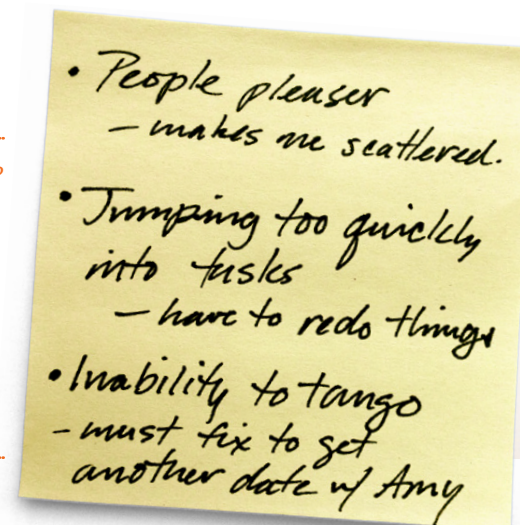 • People pleaser
– makes me scattered.
• Jumping too quickly
into tasks
– have to redo things
• Inability to tango
- must fix to get
another date w/ Amy